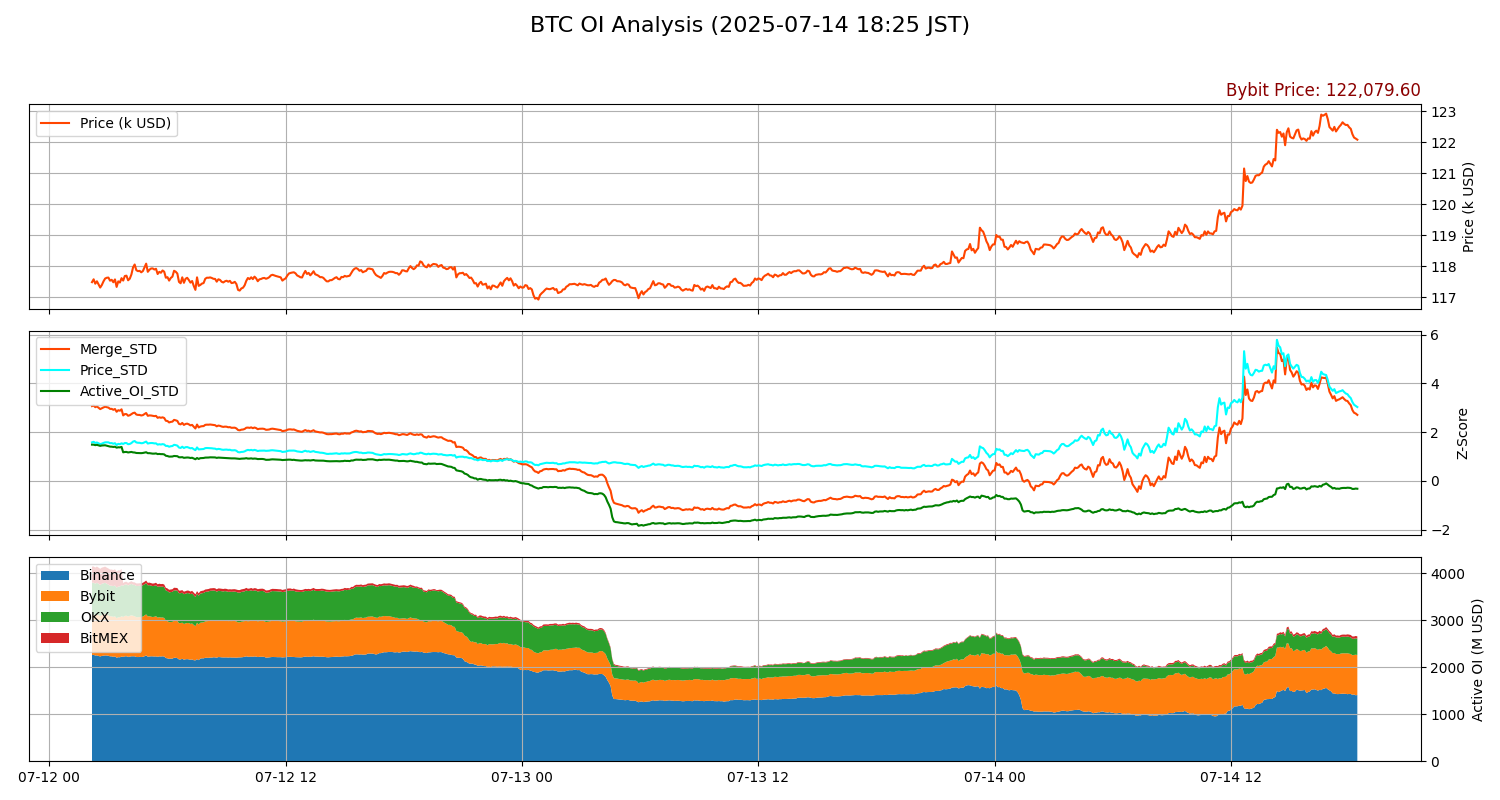 BTC OI Analysis (2025-07-14 18:25 JST)
Bybit Price: 122,079.60
Price (k USD)
123
122
121
120
119
118
117
Price (k USD)
Merge_STD
Price_STD
Active_OI_STD
6
4
2
0
−2
Z-Score
Binance
Bybit
OKX
BitMEX
4000
3000
2000
1000
0
Active OI (M USD)
07-12 00
07-12 12
07-13 00
07-13 12
07-14 00
07-14 12